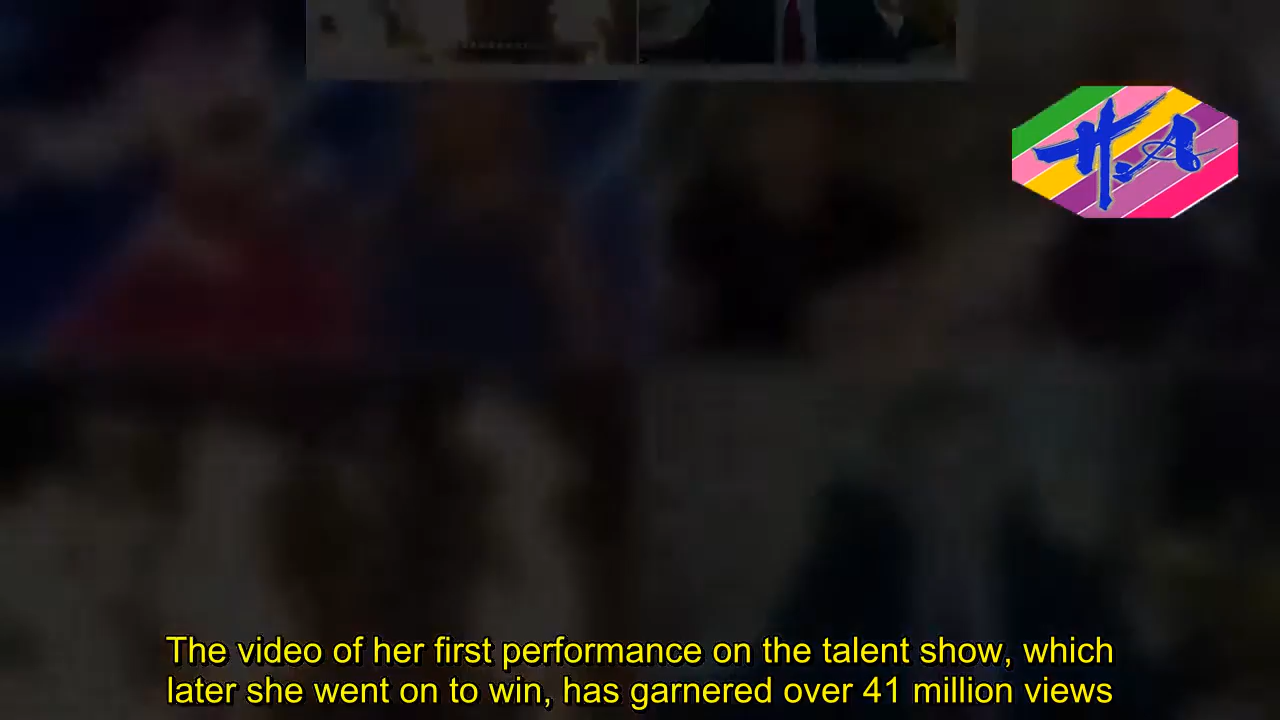 H.A
The video of her first performance on the talent show, which
later she went on to win, has garnered over 41 million views